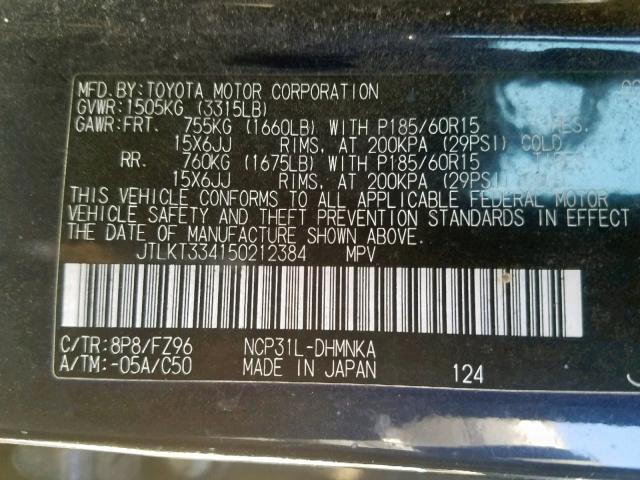 MFD.BY:TOYOTA MOTOR CORPORATION
GVWR:1505KG (3315LB)
GAWR:FRT. 755KG (1660LB) WITH P185/60R15
15X6JJ RIMS, AT 200KPA (29PSI) COLD
RR. 760KG (1675LB) WITH P185/60R15
15X6JJ RIMS, AT 200KPA (29PSI)
THIS VEHICLE CONFORMS TO ALL APPLICABLE FEDERAL MOTOR
VEHICLE SAFETY AND THEFT PREVENTION STANDARDS IN EFFECT
THE DATE OF MANUFACTURE SHOWN ABOVE.
JTLKT334150212384 MPV
C/TR:8P8/FZ96 NCP31L-DHMNKA
A/TM:-05A/C50 MADE IN JAPAN 124